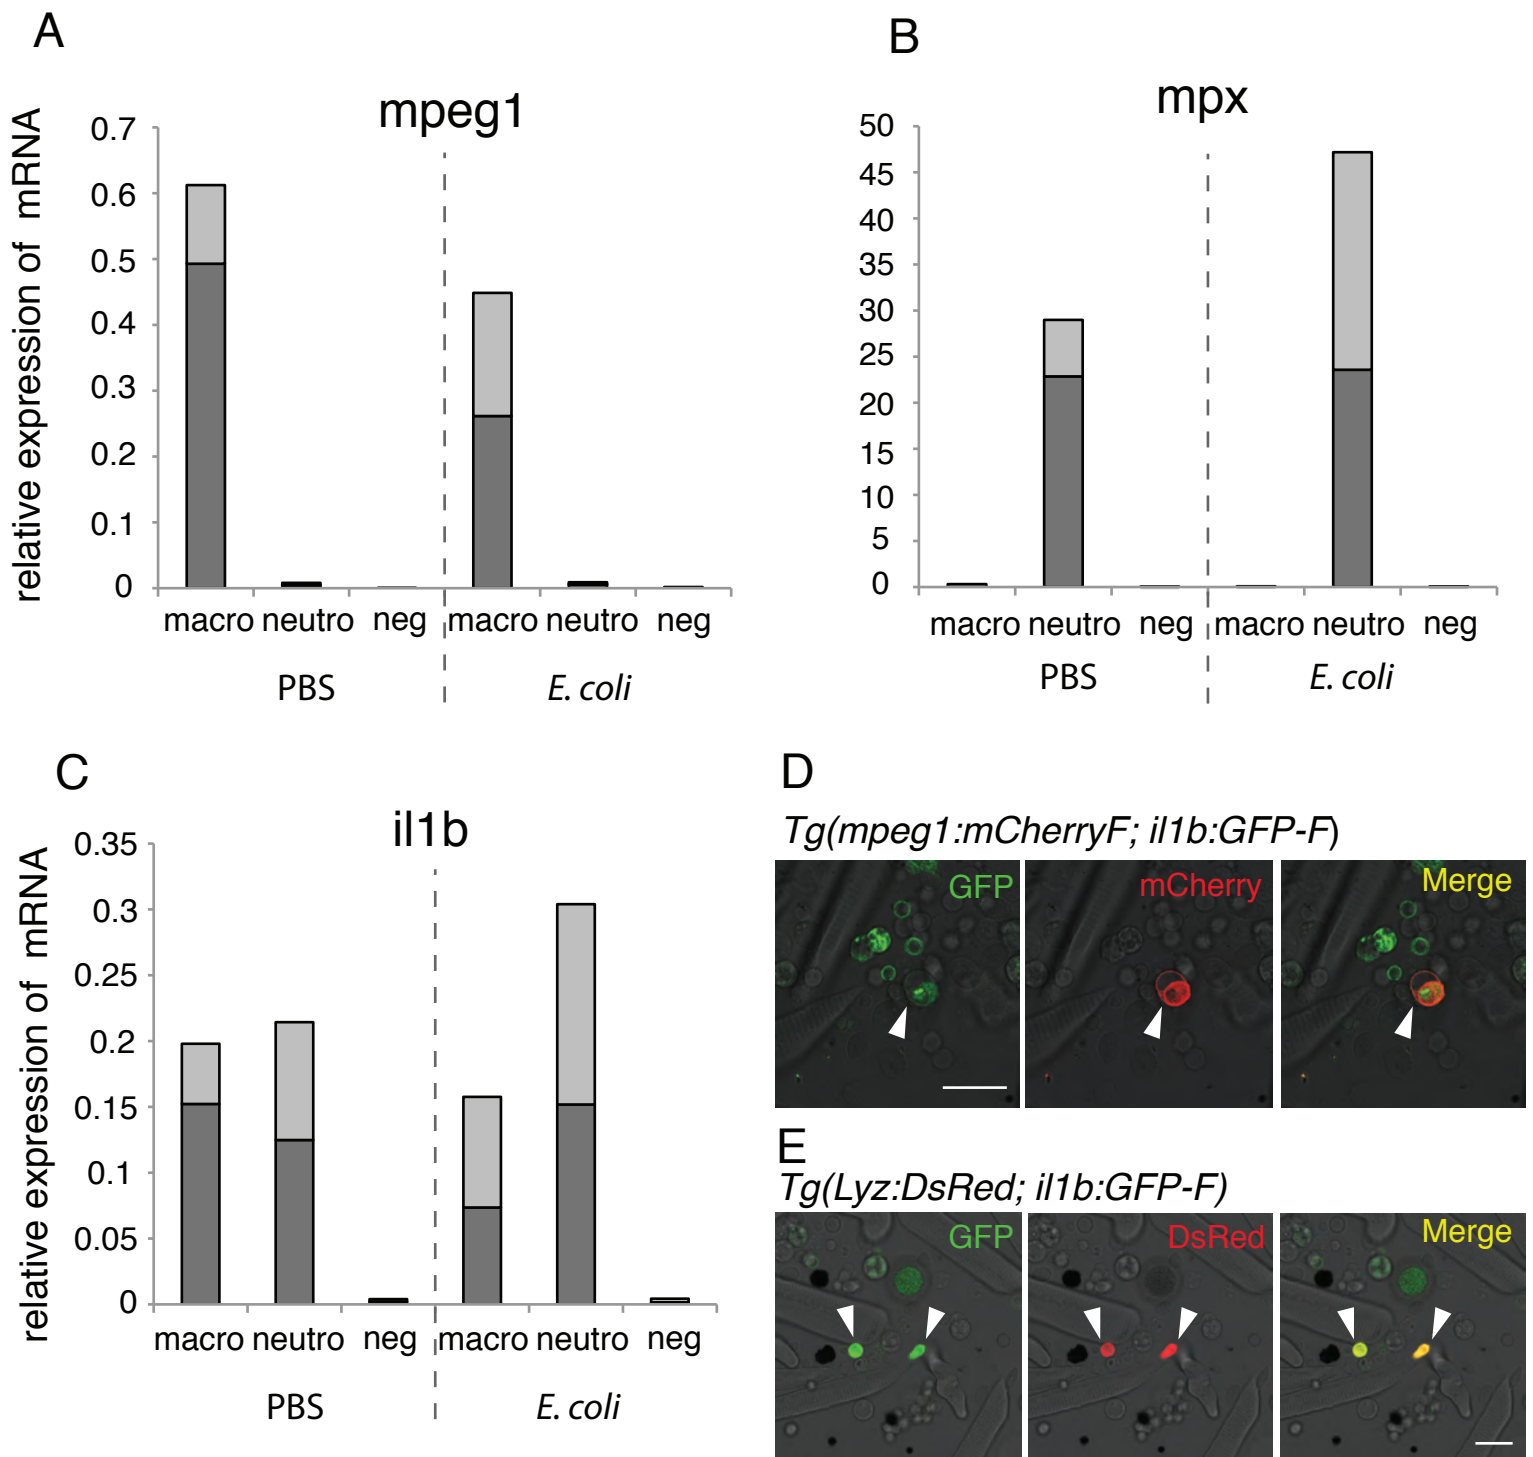 A
mpeg1
relative expression of mRNA
0.7
0.6
0.5
0.4
0.3
0.2
0.1
0
macro neutro neg macro neutro neg
PBS E. coli
B
mpx
50
45
40
35
30
25
20
15
10
5
0
macro neutro neg macro neutro neg
PBS E. coli
C
il1b
relative expression of mRNA
0.35
0.3
0.25
0.2
0.15
0.1
0.05
0
macro neutro neg macro neutro neg
PBS E. coli
D
Tg(mpeg1:mCherryF; il1b:GFP-F)
GFP mCherry Merge
E
Tg(Lyz:DsRed; il1b:GFP-F)
GFP DsRed Merge